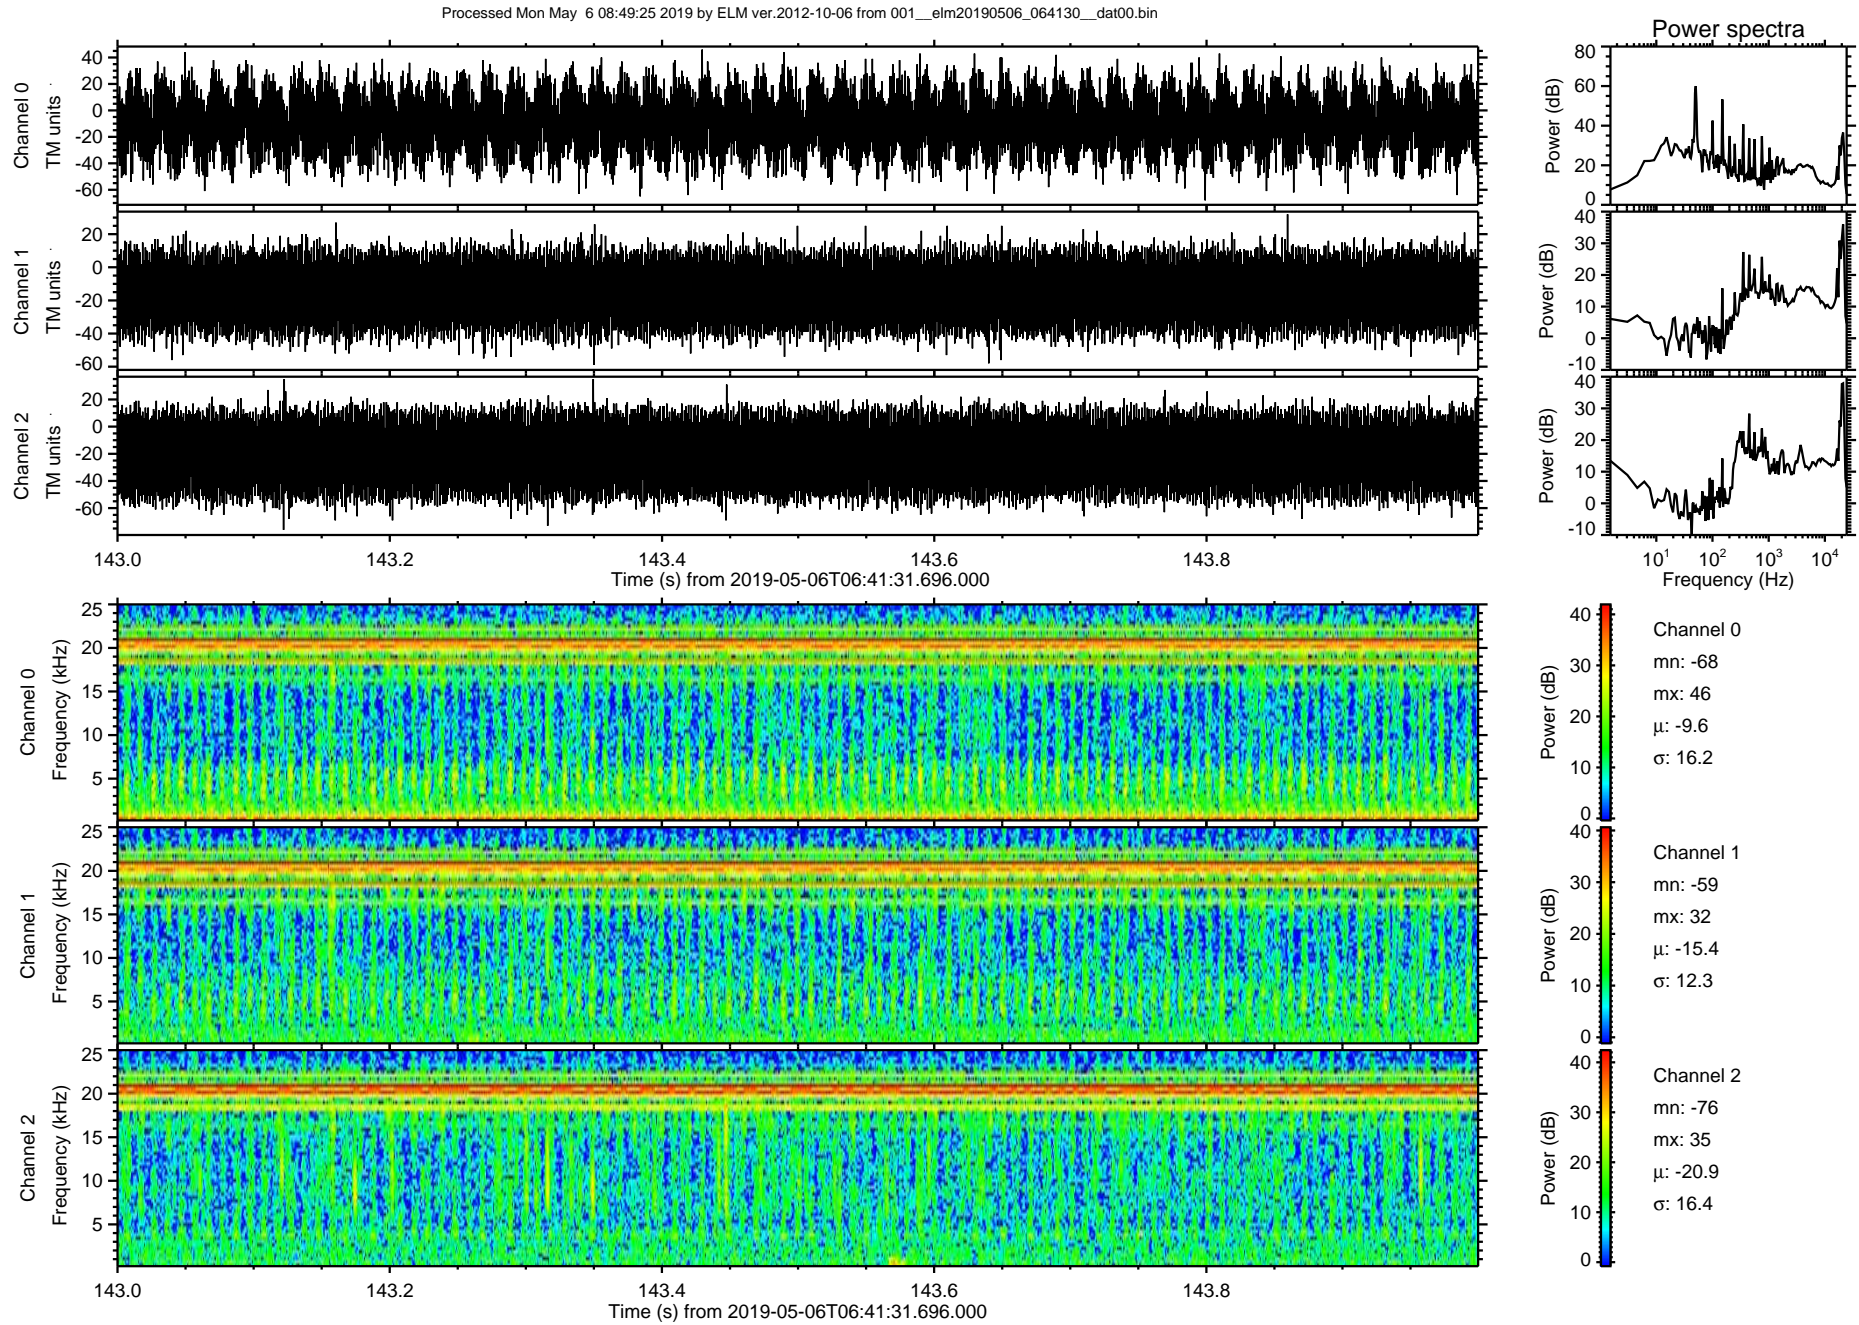 Processed Mon May  6 08:49:25 2019 by ELM ver.2012-10-06 from 001__elm20190506_064130__dat00.bin
Power spectra
Channel 0
TM units
40
20
0
-20
-40
-60
Power (dB)
80
60
40
20
0
Channel 1
TM units
20
0
-20
-40
-60
Power (dB)
40
30
20
10
0
-10
Channel 2
TM units
20
0
-20
-40
-60
Power (dB)
40
30
20
10
0
-10
143.0 143.2 143.4 143.6 143.8
Time (s) from 2019-05-06T06:41:31.696.000
10^1 10^2 10^3 10^4
Frequency (Hz)
Channel 0
Frequency (kHz)
25
20
15
10
5
Power (dB)
40
30
20
10
0
Channel 0
mn: -68
mx: 46
μ: -9.6
σ: 16.2
Channel 1
Frequency (kHz)
25
20
15
10
5
Power (dB)
40
30
20
10
0
Channel 1
mn: -59
mx: 32
μ: -15.4
σ: 12.3
Channel 2
Frequency (kHz)
25
20
15
10
5
Power (dB)
40
30
20
10
0
Channel 2
mn: -76
mx: 35
μ: -20.9
σ: 16.4
143.0 143.2 143.4 143.6 143.8
Time (s) from 2019-05-06T06:41:31.696.000